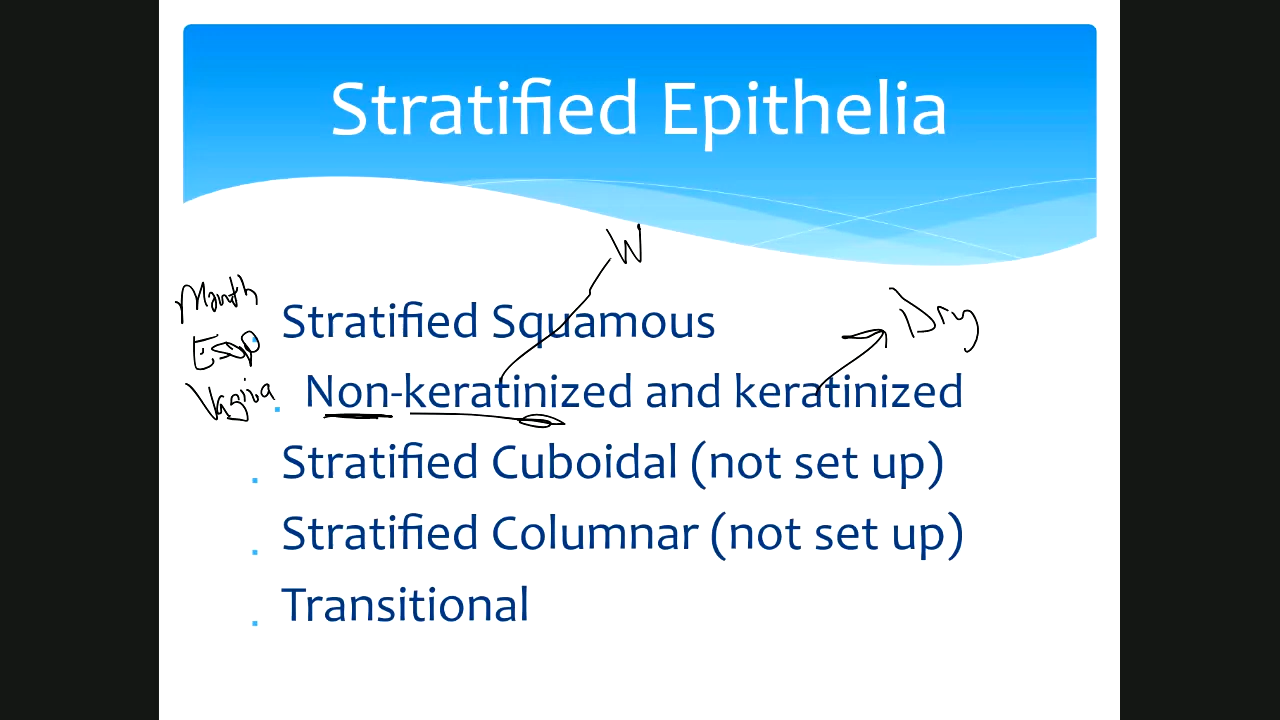 Stratified Epithelia
W
Mouth
Stratified Squamous
Dry
Esop
Vagina
Non-keratinized and keratinized
Stratified Cuboidal (not set up)
Stratified Columnar (not set up)
Transitional